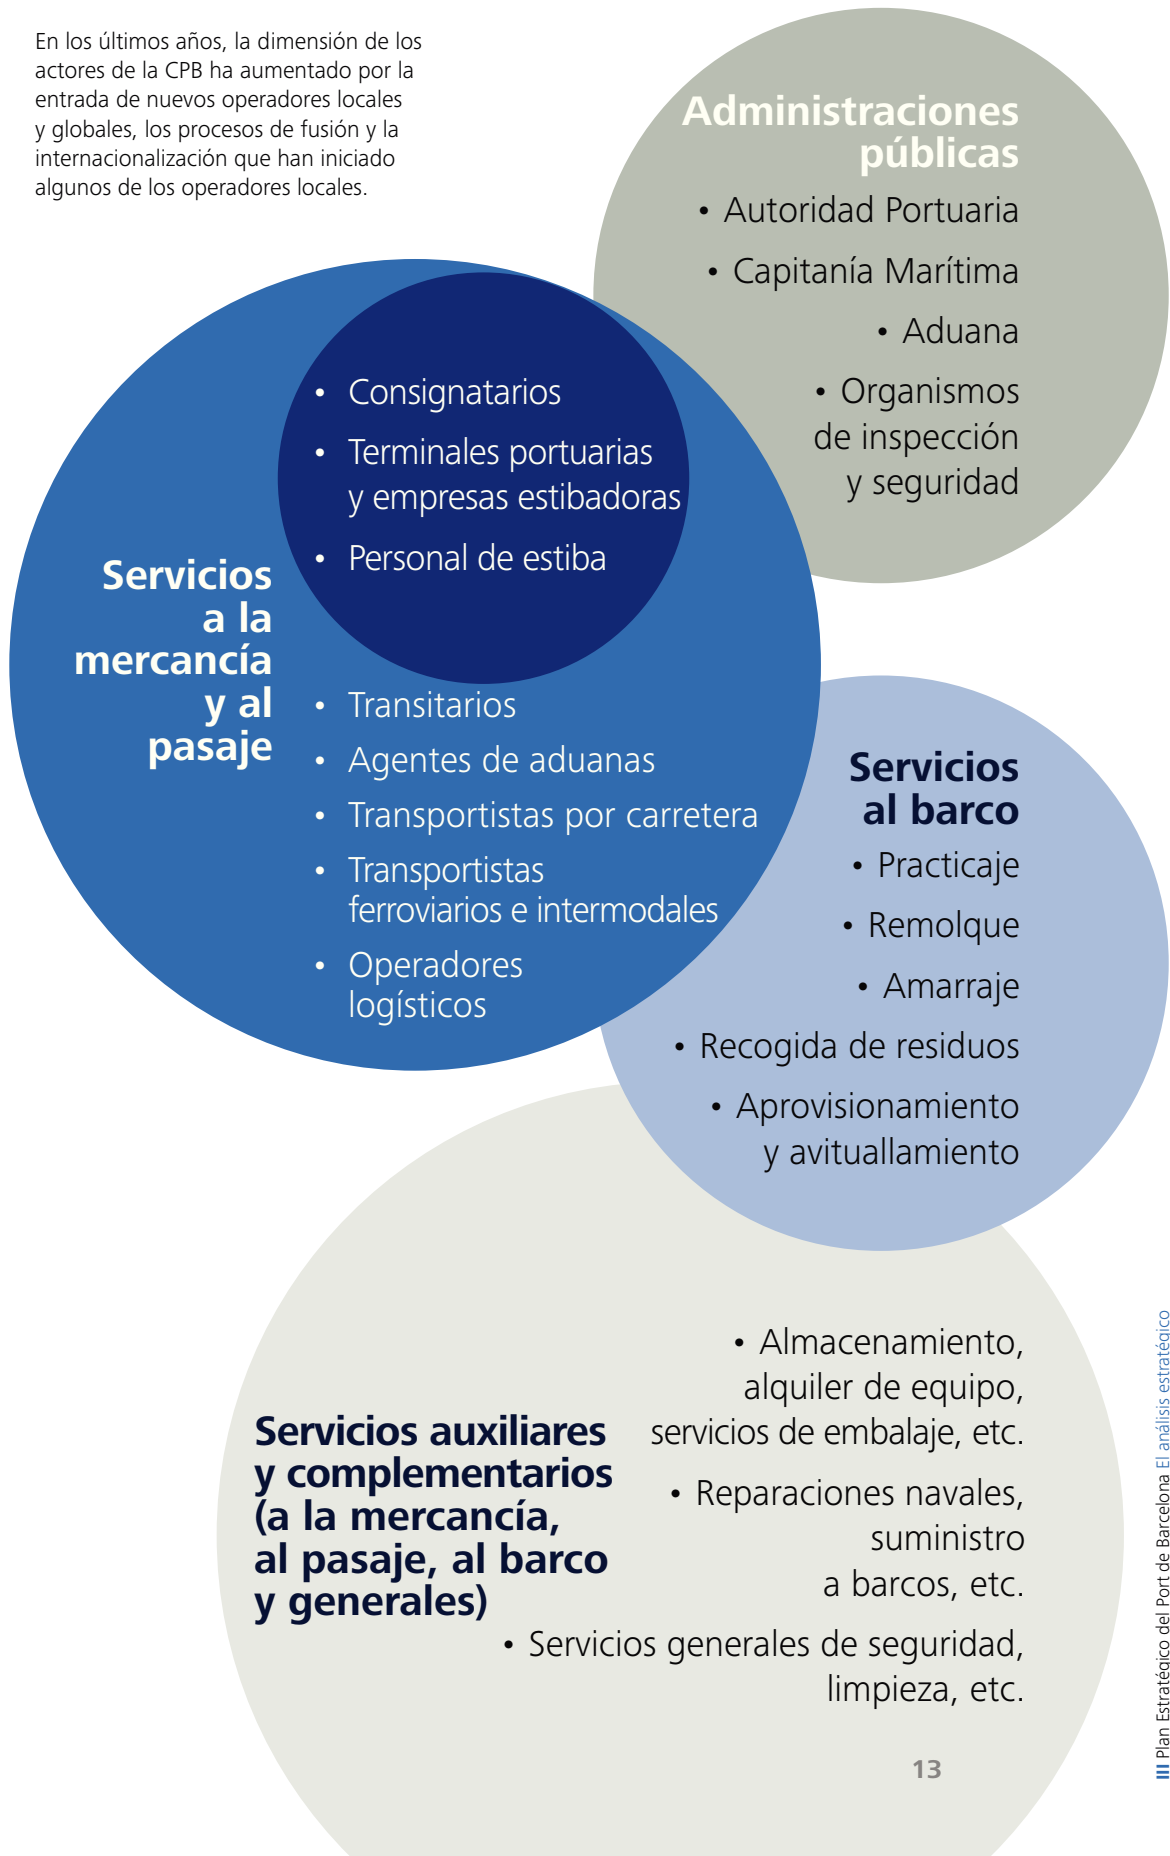 En los últimos años, la dimensión de los
actores de la CPB ha aumentado por la
entrada de nuevos operadores locales
y globales, los procesos de fusión y la
internacionalización que han iniciado
algunos de los operadores locales.
Administraciones
públicas
• Autoridad Portuaria
• Capitanía Marítima
• Aduana
• Organismos
de inspección
y seguridad
Servicios
a la
mercancía
y al
pasaje
• Consignatarios
• Terminales portuarias
y empresas estibadoras
• Personal de estiba
• Transitarios
• Agentes de aduanas
• Transportistas por carretera
• Transportistas
ferroviarios e intermodales
• Operadores
logísticos
Servicios
al barco
• Practicaje
• Remolque
• Amarraje
• Recogida de residuos
• Aprovisionamiento
y avituallamiento
Servicios auxiliares
y complementarios
(a la mercancía,
al pasaje, al barco
y generales)
• Almacenamiento,
alquiler de equipo,
servicios de embalaje, etc.
• Reparaciones navales,
suministro
a barcos, etc.
• Servicios generales de seguridad,
limpieza, etc.
13
III Plan Estratégico del Port de Barcelona El análisis estratégico